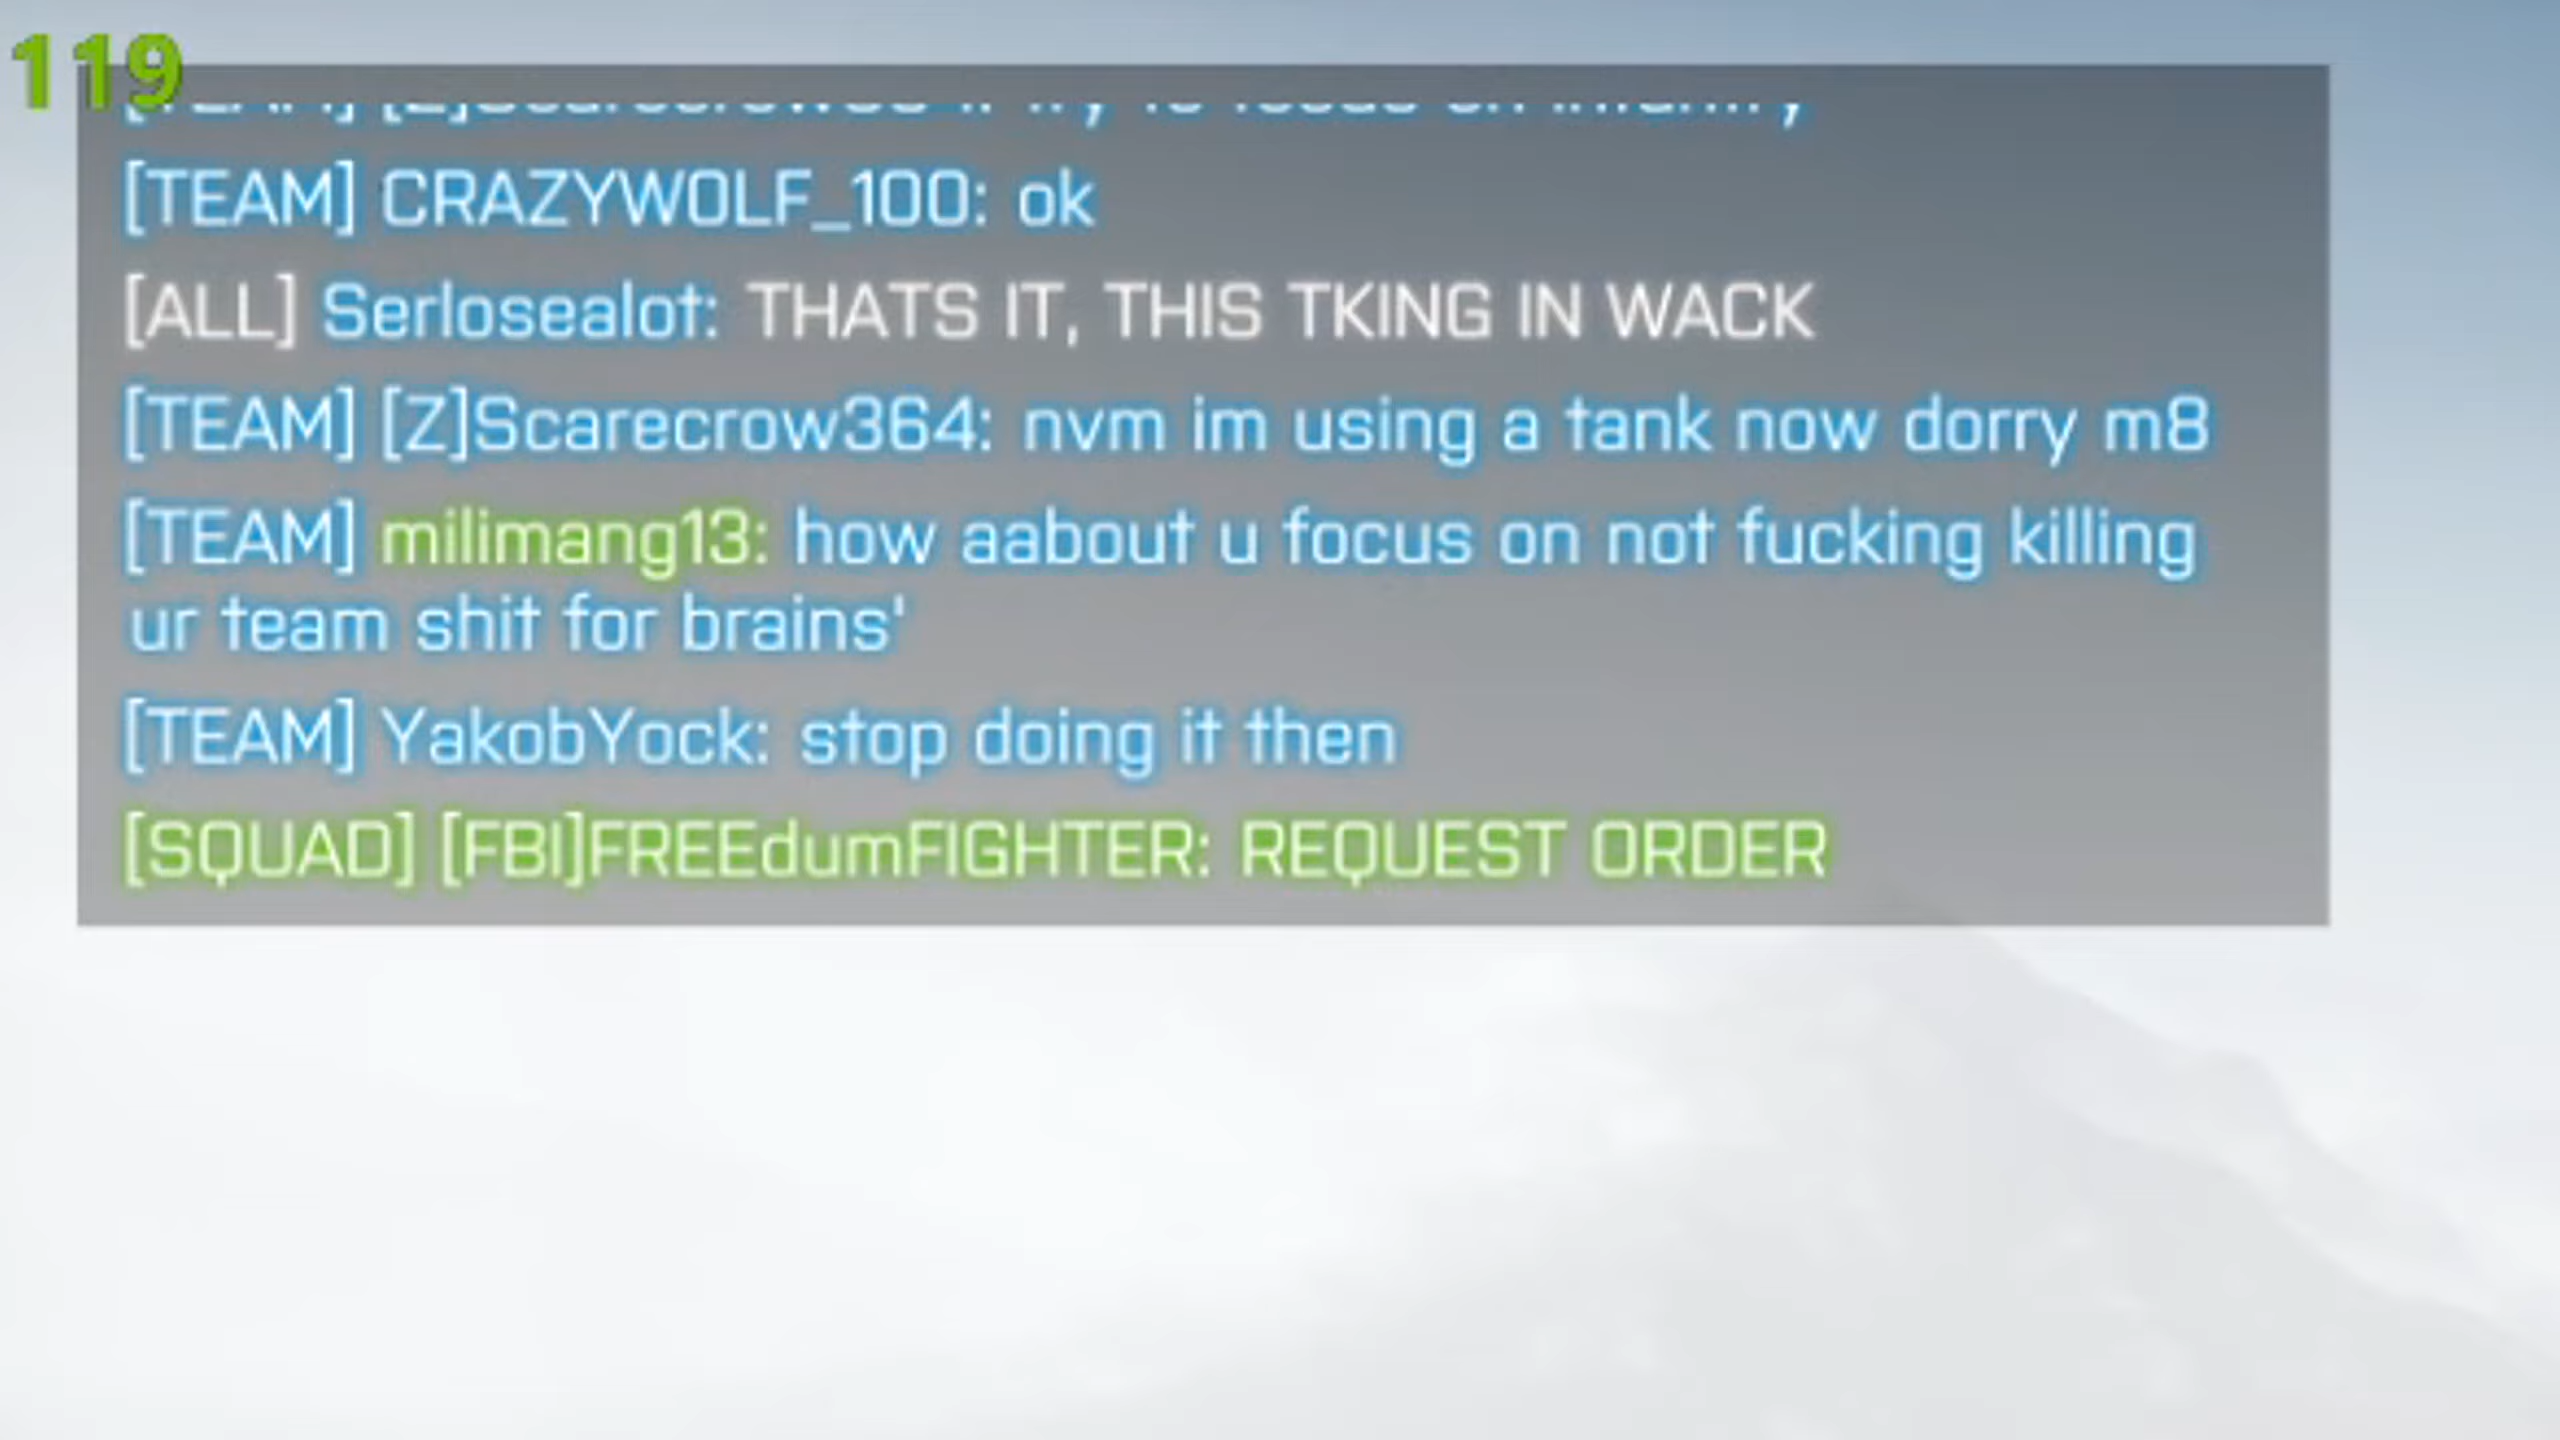 119
[TEAM] CRAZYWOLF_100: ok
[ALL] Serlosealot: THATS IT, THIS TKING IN WACK
[TEAM] [Z]Scarecrow364: nvm im using a tank now dorry m8
[TEAM] milimang13: how aabout u focus on not fucking killing
ur team shit for brains'
[TEAM] YakobYock: stop doing it then
[SQUAD] [FBI]FREEdumFIGHTER: REQUEST ORDER